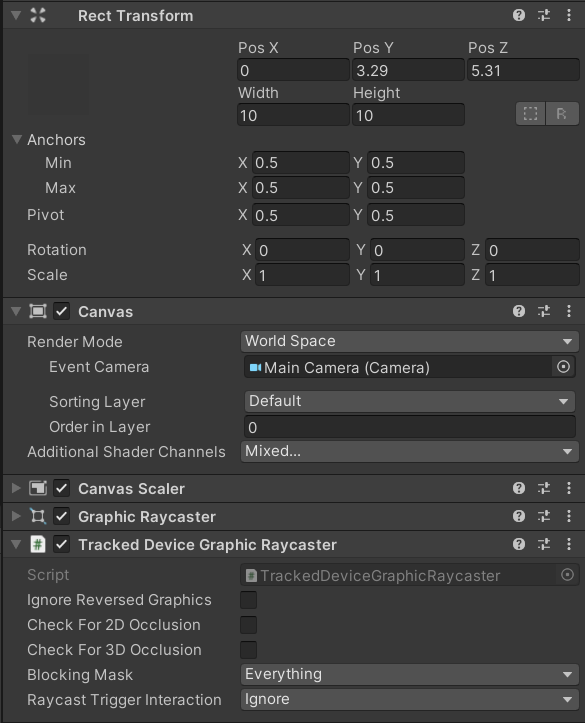 Rect Transform
Pos X Pos Y Pos Z
0 3.29 5.31
Width Height
10 10
R
Anchors
Min X 0.5 Y 0.5
Max X 0.5 Y 0.5
Pivot X 0.5 Y 0.5
Rotation X 0 Y 0 Z 0
Scale X 1 Y 1 Z 1
Canvas
Render Mode World Space
Event Camera Main Camera (Camera)
Sorting Layer Default
Order in Layer 0
Additional Shader Channels Mixed...
Canvas Scaler
Graphic Raycaster
# Tracked Device Graphic Raycaster
Script # TrackedDeviceGraphicRaycaster
Ignore Reversed Graphics
Check For 2D Occlusion
Check For 3D Occlusion
Blocking Mask Everything
Raycast Trigger Interaction Ignore